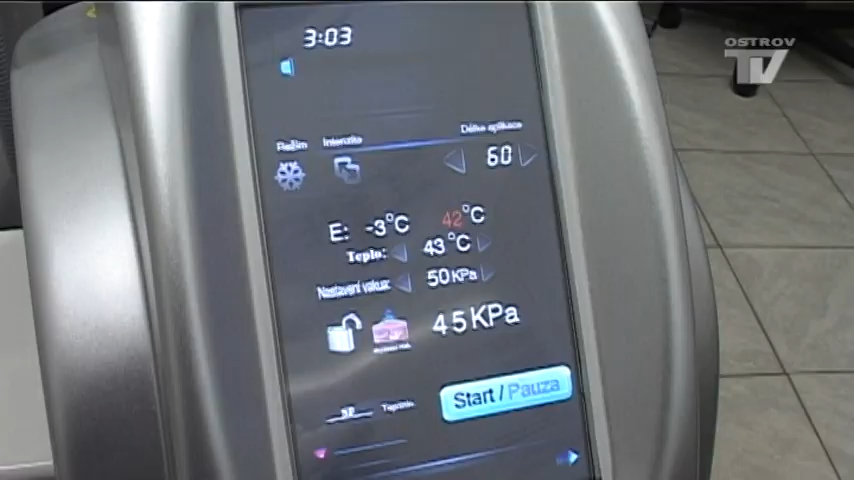 OSTROV
TV
3:03
Režim Intenzita Délka aplikace
60
E: -3°C 42°C
Teplo: 43°C
Nastavení vakua: 50KPa
45KPa
Start/Pauza